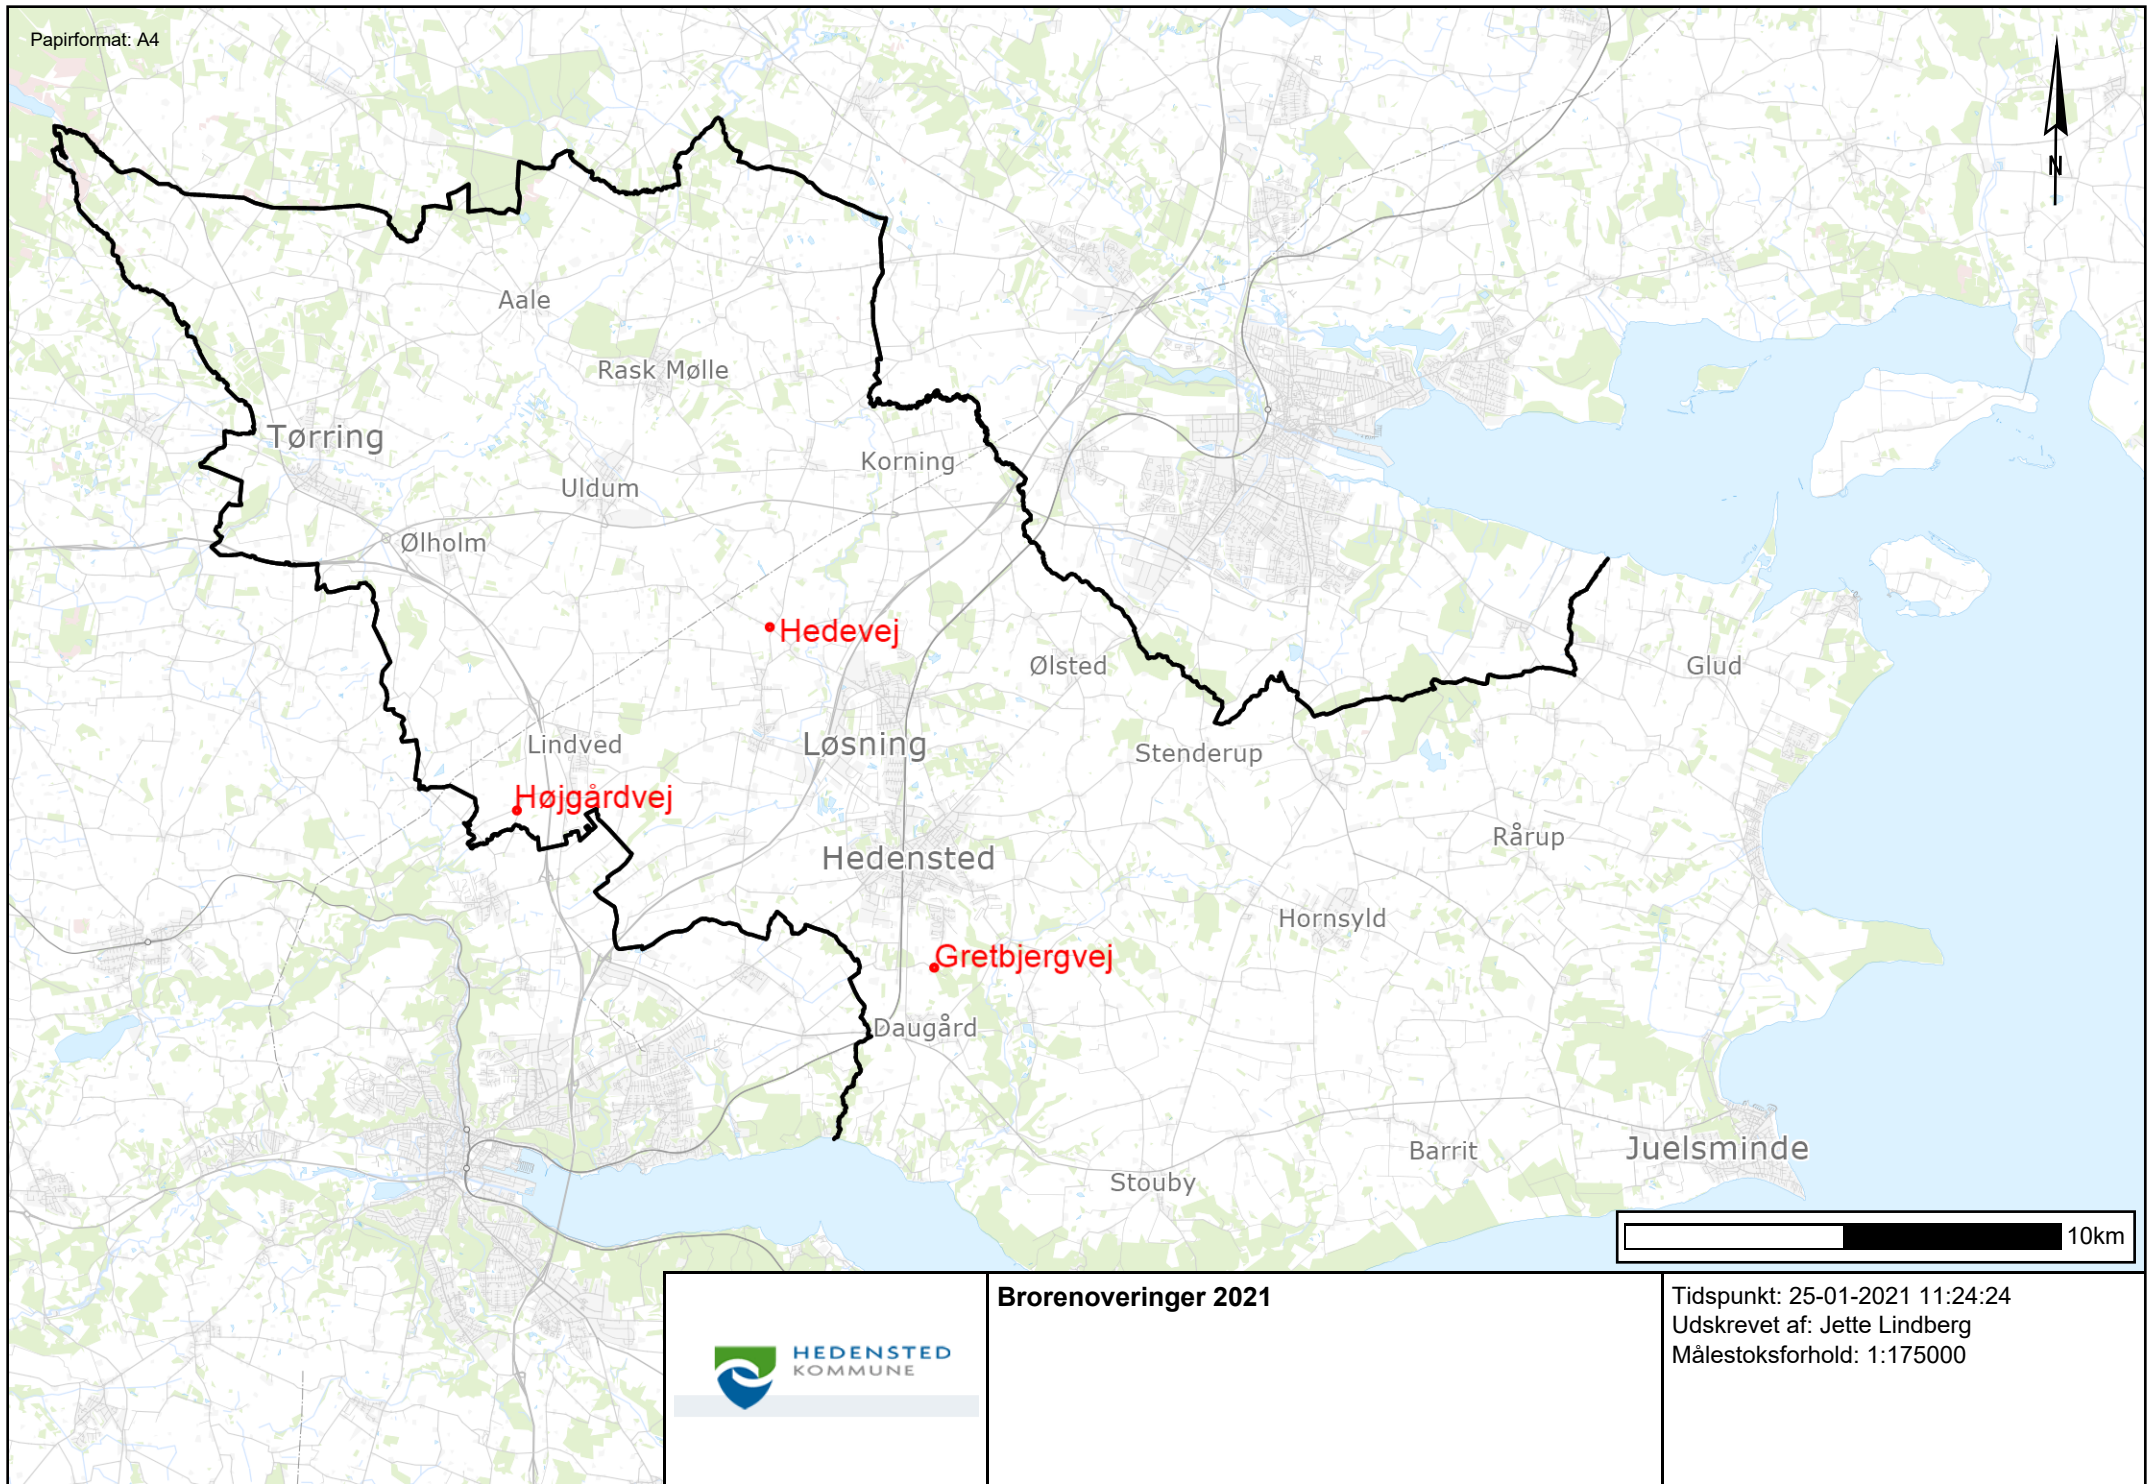 Papirformat: A4
N
Aale
Rask Mølle
Tørring
Korning
Uldum
Ølholm
Hedevej
Ølsted
Glud
Lindved
Løsning
Stenderup
Højgårdvej
Rårup
Hedensted
Hornsyld
Gretbjergvej
Daugård
Juelsminde
Barrit
Stouby
10km
HEDENSTED
KOMMUNE
Brorenoveringer 2021
Tidspunkt: 25-01-2021 11:24:24
Udskrevet af: Jette Lindberg
Målestoksforhold: 1:175000